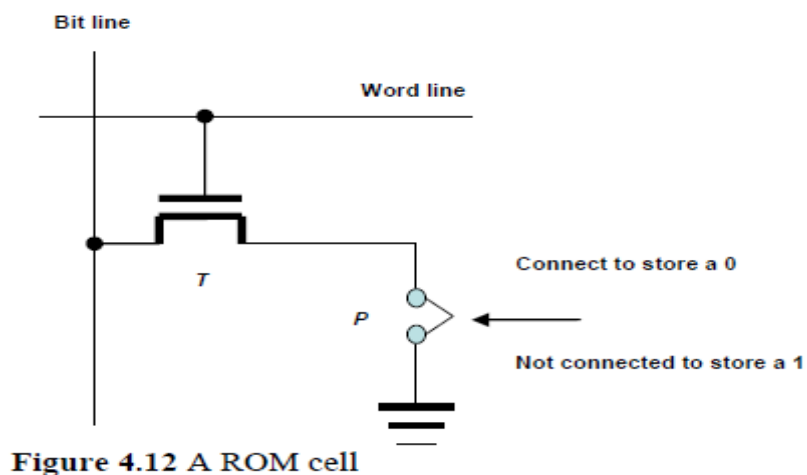 Bit line
Word line
T
Connect to store a 0
P
Not connected to store a 1
Figure 4.12 A ROM cell